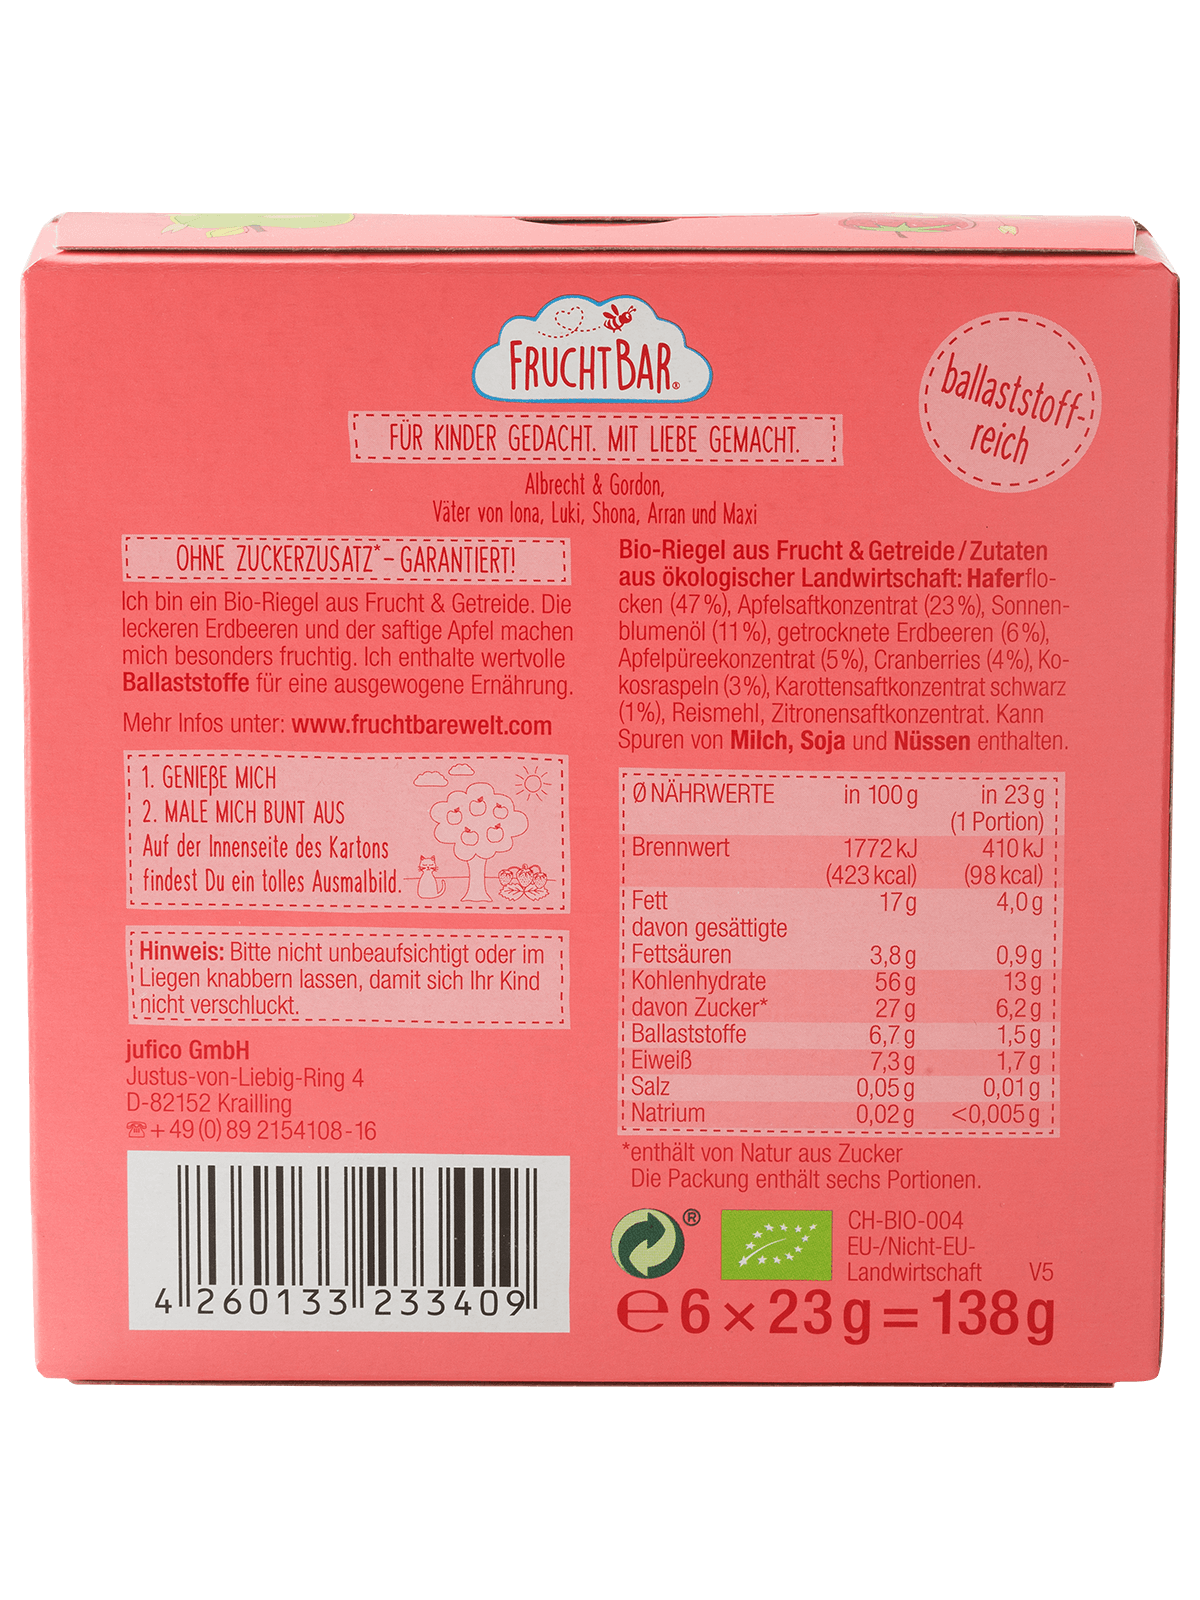 FRUCHTBAR®
FÜR KINDER GEDACHT. MIT LIEBE GEMACHT.
Albrecht & Gordon,
Väter von Iona, Luki, Shona, Arran und Maxi
ballaststoff-
reich
OHNE ZUCKERZUSATZ* – GARANTIERT!
Ich bin ein Bio-Riegel aus Frucht & Getreide. Die
leckeren Erdbeeren und der saftige Apfel machen
mich besonders fruchtig. Ich enthalte wertvolle
Ballaststoffe für eine ausgewogene Ernährung.
Mehr Infos unter: www.fruchtbarewelt.com
1. GENIEßE MICH
2. MALE MICH BUNT AUS
Auf der Innenseite des Kartons
findest Du ein tolles Ausmalbild.
Hinweis: Bitte nicht unbeaufsichtigt oder im
Liegen knabbern lassen, damit sich Ihr Kind
nicht verschluckt.
jufico GmbH
Justus-von-Liebig-Ring 4
D-82152 Krailling
☎ +49 (0) 89 2154108-16
4 260133 233409
Bio-Riegel aus Frucht & Getreide / Zutaten
aus ökologischer Landwirtschaft: Haferflo-
cken (47 %), Apfelsaftkonzentrat (23 %), Sonnen-
blumenöl (11 %), getrocknete Erdbeeren (6 %),
Apfelpüreekonzentrat (5 %), Cranberries (4%), Ko-
kosraspeln (3 %), Karottensaftkonzentrat schwarz
(1%), Reismehl, Zitronensaftkonzentrat. Kann
Spuren von Milch, Soja und Nüssen enthalten.
Ø NÄHRWERTE in 100 g in 23 g
(1 Portion)
Brennwert 1772 kJ 410 kJ
(423 kcal) (98 kcal)
Fett 17 g 4,0 g
davon gesättigte
Fettsäuren 3,8 g 0,9 g
Kohlenhydrate 56 g 13 g
davon Zucker* 27 g 6,2 g
Ballaststoffe 6,7 g 1,5 g
Eiweiß 7,3 g 1,7 g
Salz 0,05 g 0,01 g
Natrium 0,02 g <0,005 g
*enthält von Natur aus Zucker
Die Packung enthält sechs Portionen.
®
CH-BIO-004
EU-/Nicht-EU-
Landwirtschaft V5
℮ 6 × 23 g = 138 g